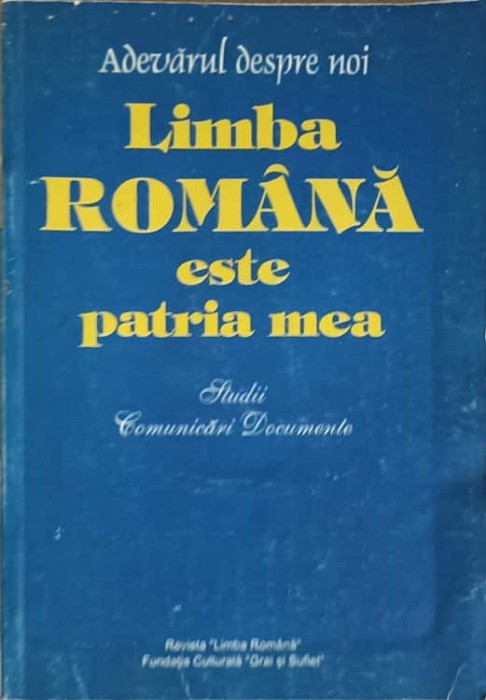 Adevărul despre noi
Limba
ROMÂNĂ
este
patria mea
Studii
Comunicări Documente
Revista "Limba Română"
Fundația Culturală "Grai și Suflet"